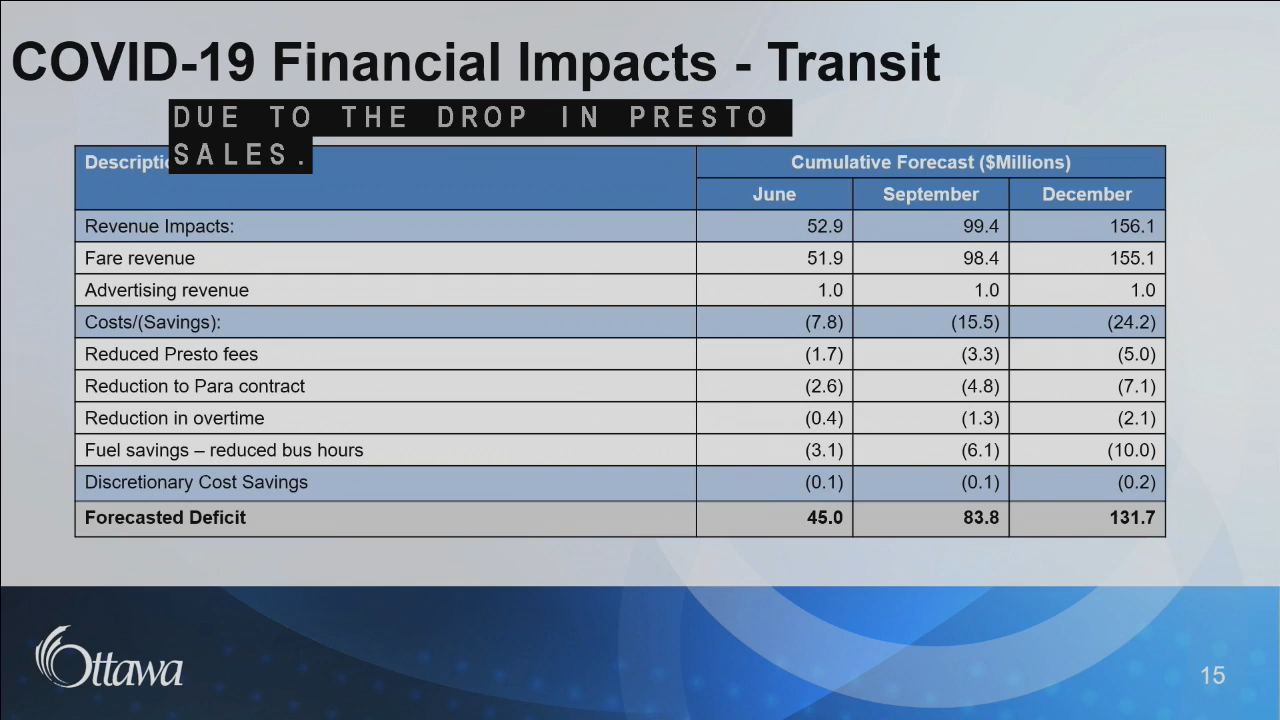 COVID-19 Financial Impacts - Transit
DUE TO THE DROP IN PRESTO
SALES.
Descriptio Cumulative Forecast ($Millions)
June September December
Revenue Impacts: 52.9 99.4 156.1
Fare revenue 51.9 98.4 155.1
Advertising revenue 1.0 1.0 1.0
Costs/(Savings): (7.8) (15.5) (24.2)
Reduced Presto fees (1.7) (3.3) (5.0)
Reduction to Para contract (2.6) (4.8) (7.1)
Reduction in overtime (0.4) (1.3) (2.1)
Fuel savings – reduced bus hours (3.1) (6.1) (10.0)
Discretionary Cost Savings (0.1) (0.1) (0.2)
Forecasted Deficit 45.0 83.8 131.7
Ottawa
15